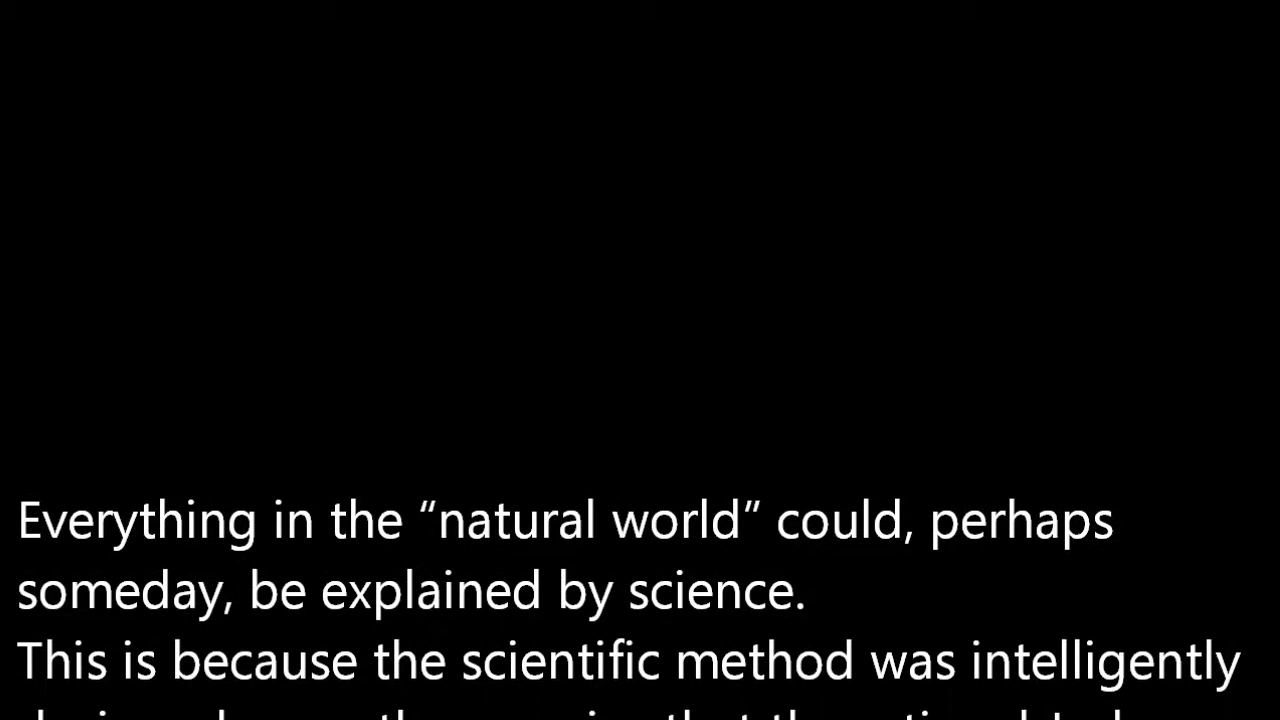 Everything in the “natural world” could, perhaps
someday, be explained by science.
This is because the scientific method was intelligently